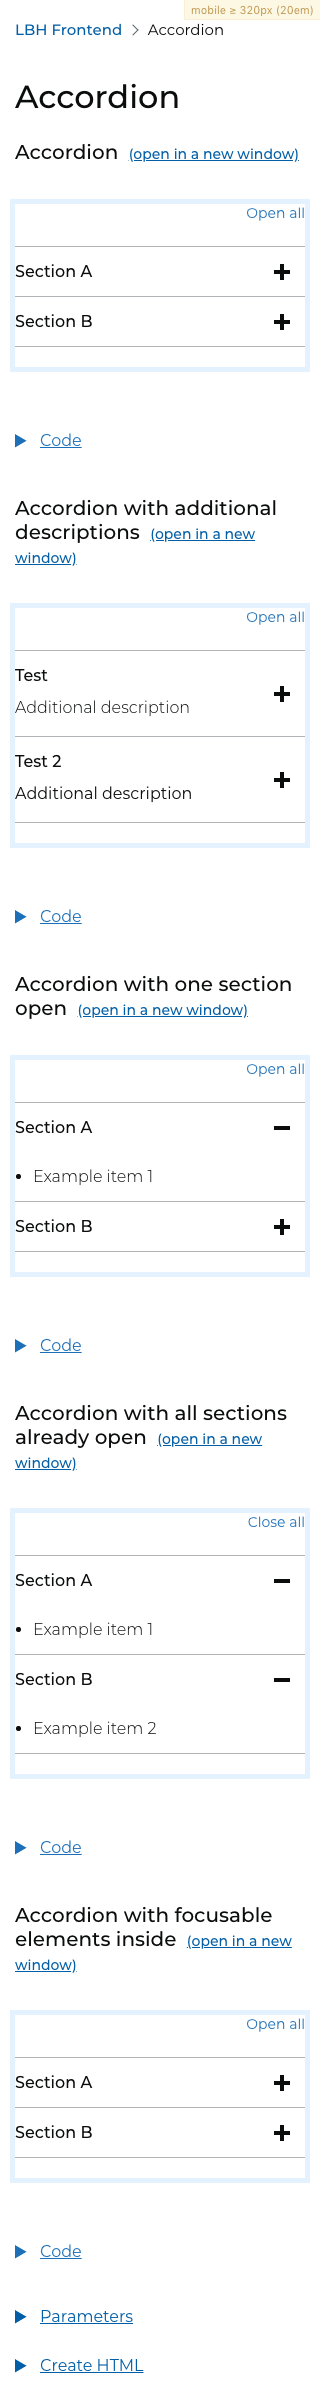 mobile ≥ 320px (20em)
LBH Frontend > Accordion
Accordion
Accordion (open in a new window)
Open all
Section A
Section B
Code
Accordion with additional
descriptions (open in a new
window)
Open all
Test
Additional description
Test 2
Additional description
Code
Accordion with one section
open (open in a new window)
Open all
Section A
• Example item 1
Section B
Code
Accordion with all sections
already open (open in a new
window)
Close all
Section A
• Example item 1
Section B
• Example item 2
Code
Accordion with focusable
elements inside (open in a new
window)
Open all
Section A
Section B
Code
Parameters
Create HTML